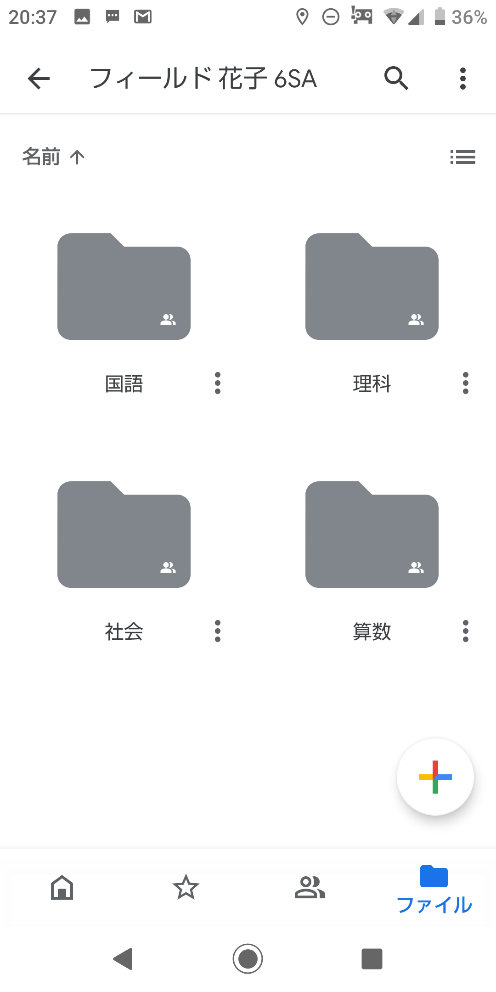 20:37 36%
フィールド 花子 6SA
名前
国語
理科
社会
算数
ファイル